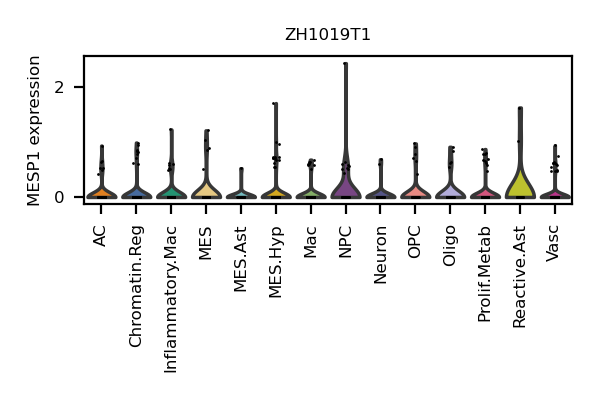 ZH1019T1
MESP1 expression
2
0
AC
Chromatin.Reg
Inflammatory.Mac
MES
MES.Ast
MES.Hyp
Mac
NPC
Neuron
OPC
Oligo
Prolif.Metab
Reactive.Ast
Vasc